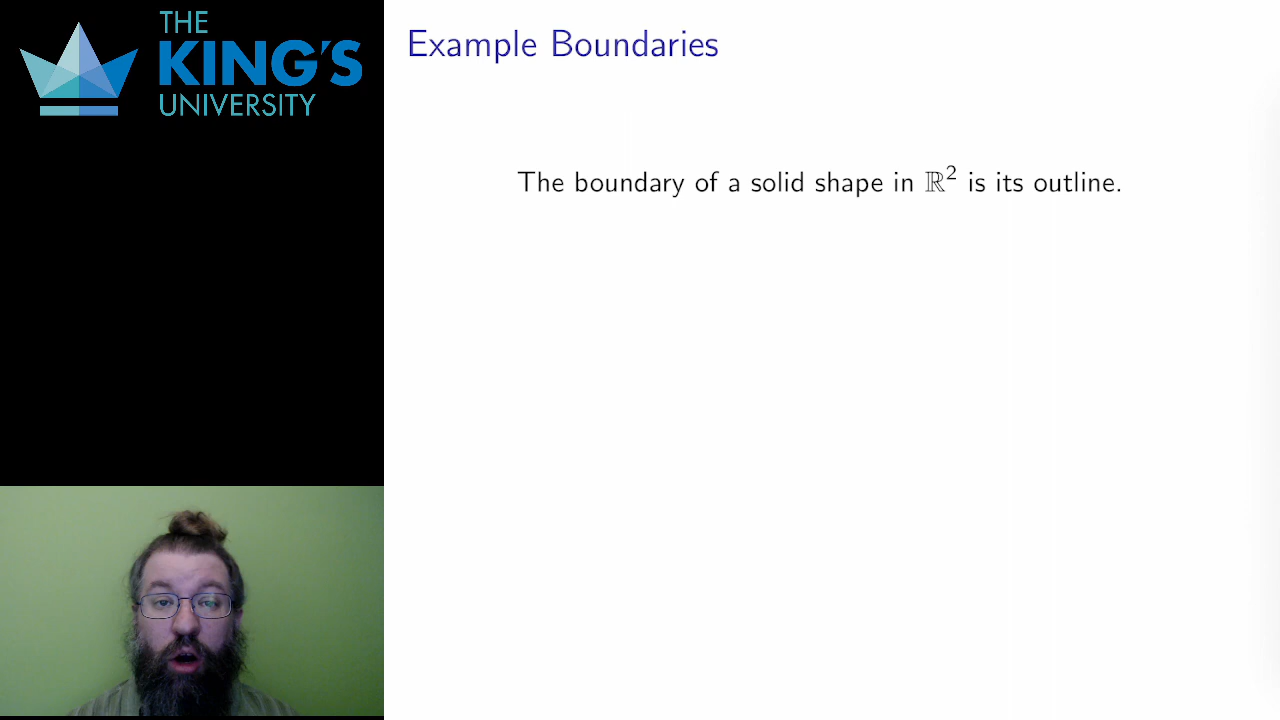 THE
KING'S
UNIVERSITY
Example Boundaries
The boundary of a solid shape in ℝ² is its outline.